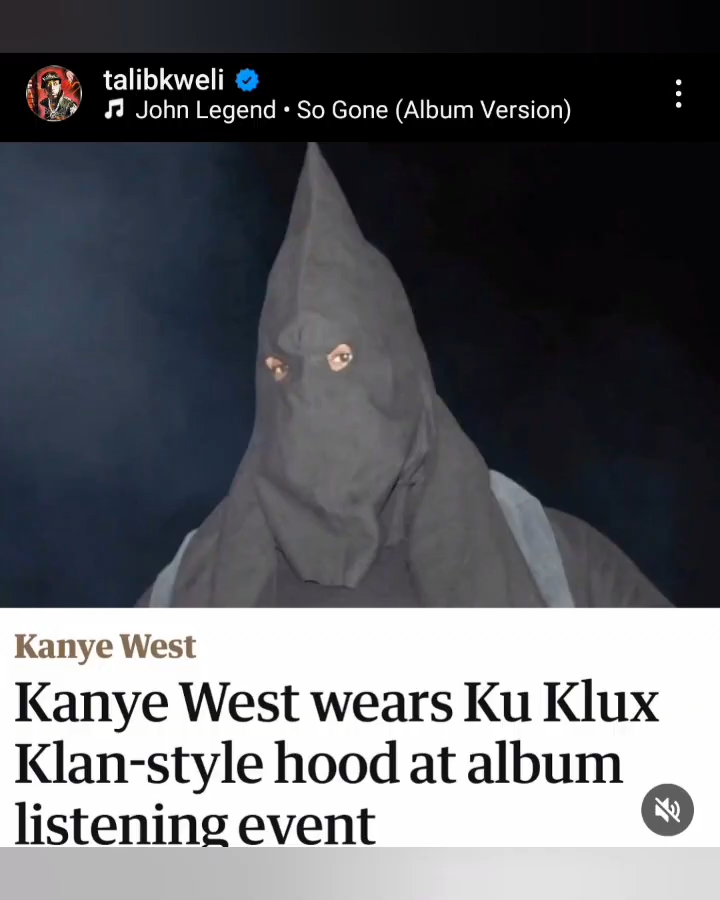 talibkweli
John Legend • So Gone (Album Version)
Kanye West
Kanye West wears Ku Klux
Klan-style hood at album
listening event